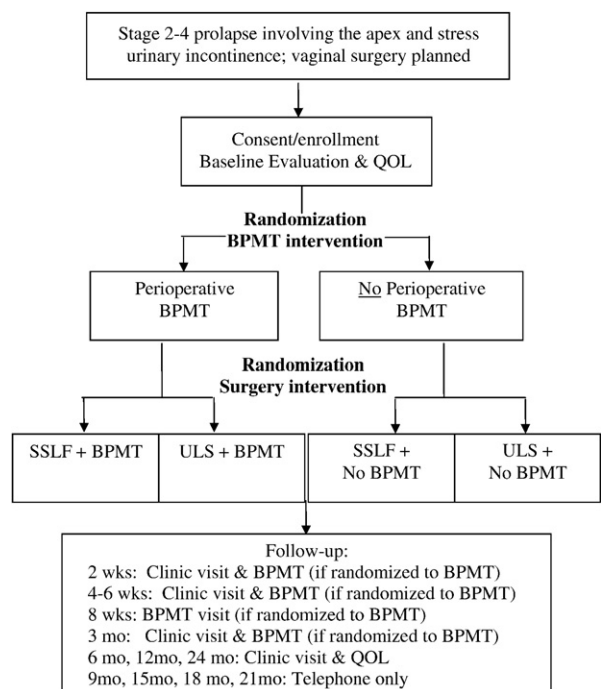 Stage 2-4 prolapse involving the apex and stress
urinary incontinence; vaginal surgery planned
Consent/enrollment
Baseline Evaluation & QOL
Randomization
BPMT intervention
Perioperative
BPMT
No Perioperative
BPMT
Randomization
Surgery intervention
SSLF + BPMT
ULS + BPMT
SSLF +
No BPMT
ULS +
No BPMT
Follow-up:
2 wks: Clinic visit & BPMT (if randomized to BPMT)
4-6 wks: Clinic visit & BPMT (if randomized to BPMT)
8 wks: BPMT visit (if randomized to BPMT)
3 mo: Clinic visit & BPMT (if randomized to BPMT)
6 mo, 12mo, 24 mo: Clinic visit & QOL
9mo, 15mo, 18 mo, 21mo: Telephone only